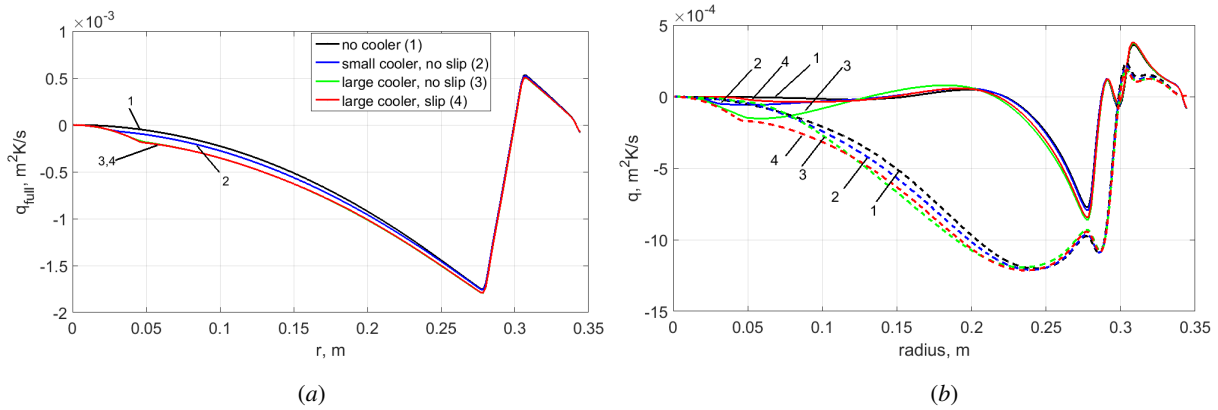 ×10⁻³
1
0.5
0
-0.5
-1
-1.5
-2
q_full, m²K/s
0 0.05 0.1 0.15 0.2 0.25 0.3 0.35
r, m
no cooler (1)
small cooler, no slip (2)
large cooler, no slip (3)
large cooler, slip (4)
1
3,4
2
(a)
×10⁻⁴
5
0
-5
-10
-15
q, m²K/s
0 0.05 0.1 0.15 0.2 0.25 0.3 0.35
radius, m
2
4
1
3
4
3
2
1
(b)